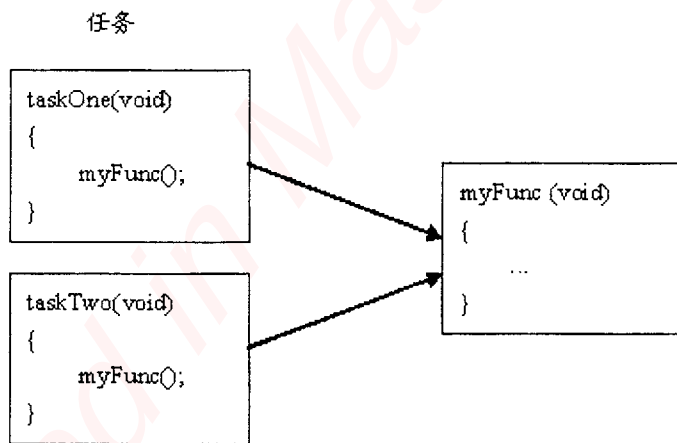 任务
taskOne(void)
{
myFunc();
}
myFunc (void)
{
...
}
taskTwo(void)
{
myFunc();
}